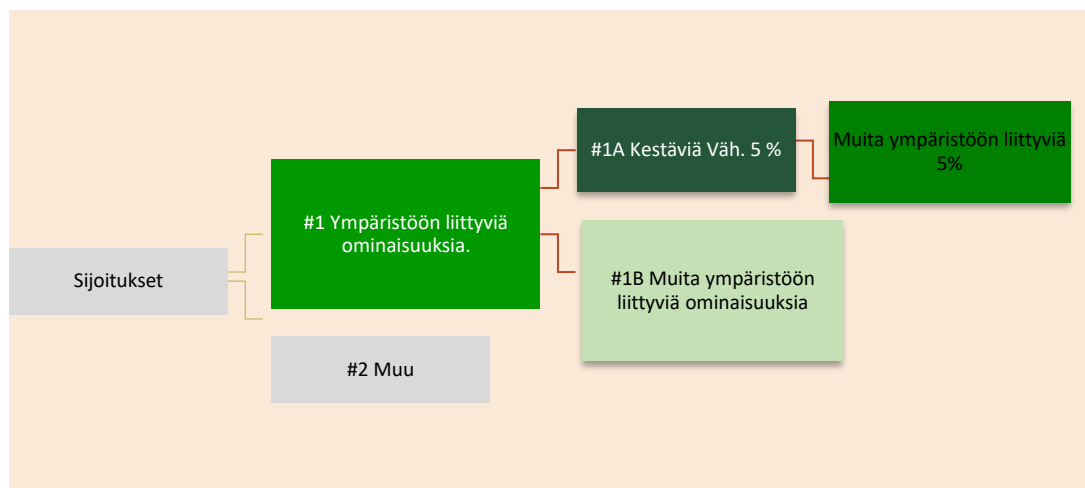 Sijoitukset
#1 Ympäristöön liittyviä
ominaisuuksia.
#2 Muu
#1A Kestäviä Väh. 5 %
#1B Muita ympäristöön
liittyviä ominaisuuksia
Muita ympäristöön liittyviä
5%